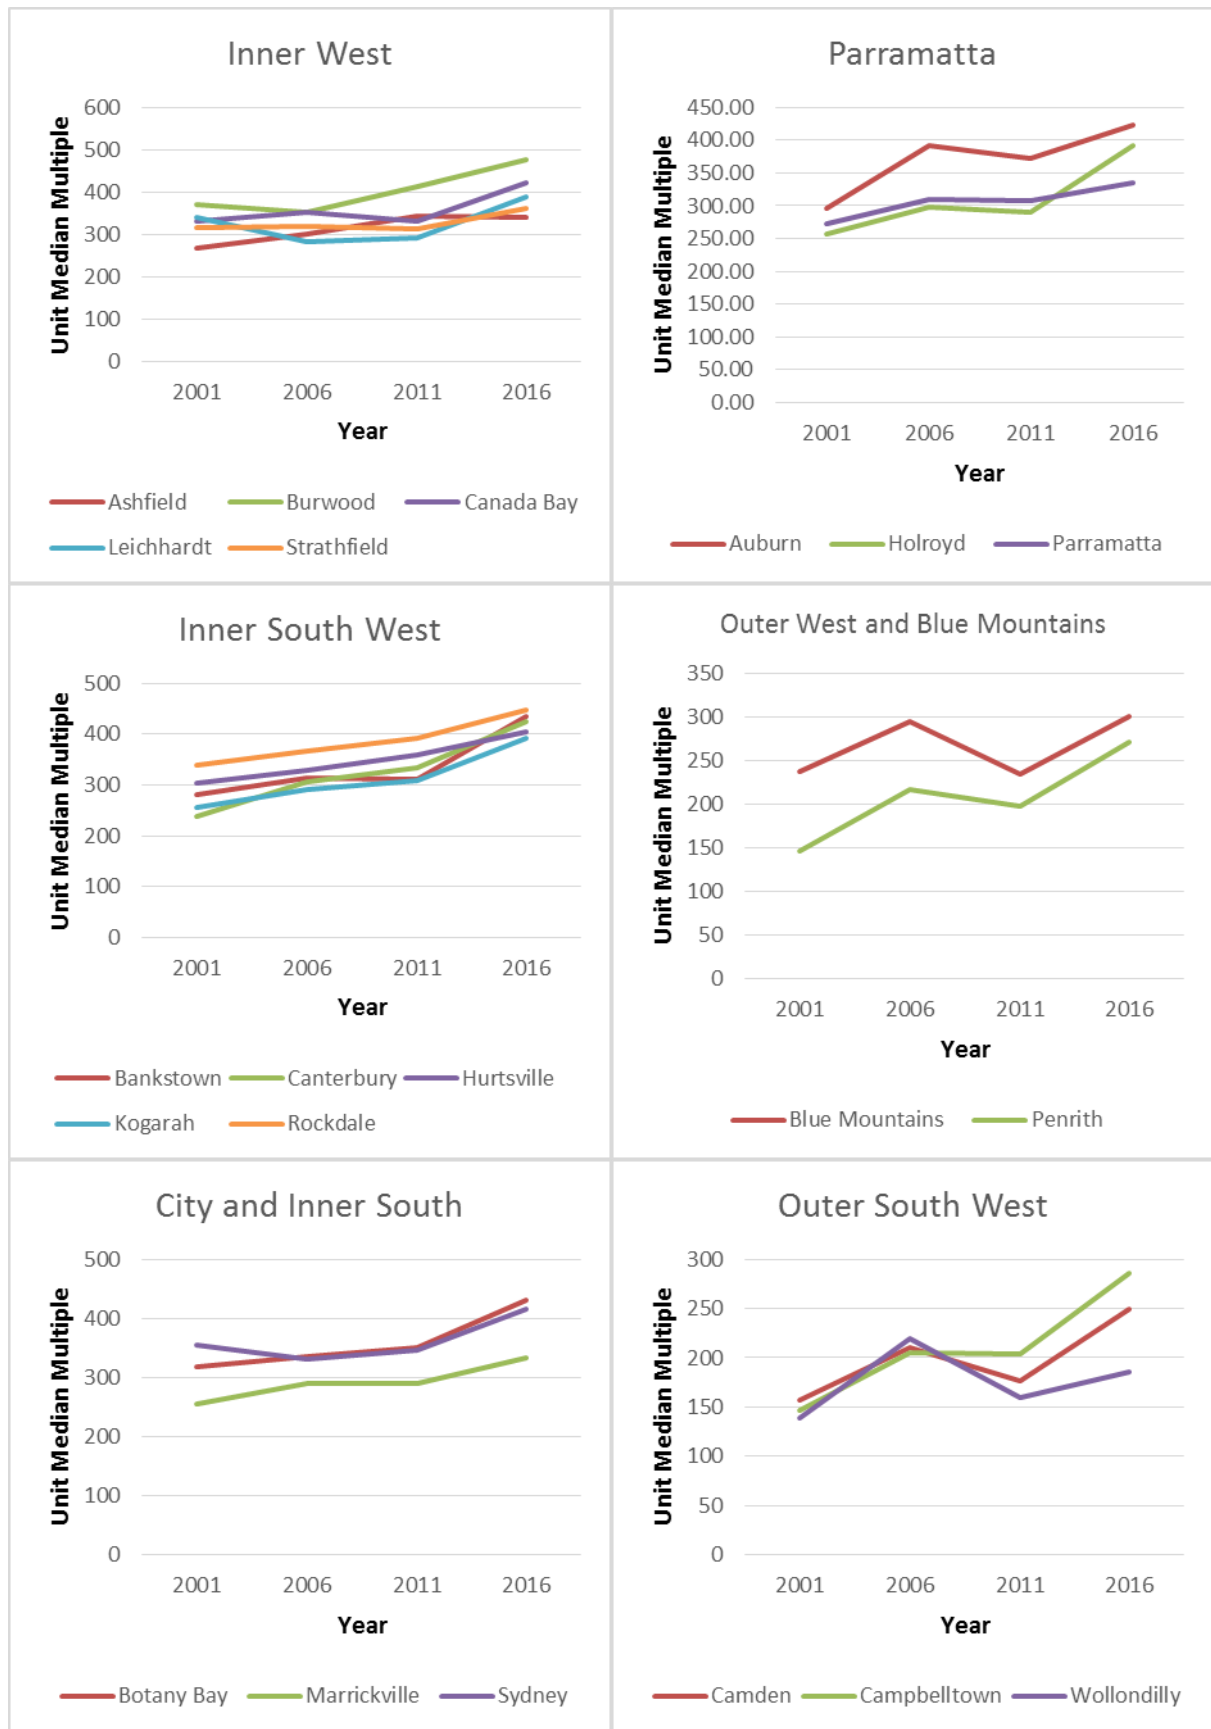 Inner West
Unit Median Multiple
600
500
400
300
200
100
0
2001 2006 2011 2016
Year
Ashfield Burwood Canada Bay
Leichhardt Strathfield
Parramatta
Unit Median Multiple
450.00
400.00
350.00
300.00
250.00
200.00
150.00
100.00
50.00
0.00
2001 2006 2011 2016
Year
Auburn Holroyd Parramatta
Inner South West
Unit Median Multiple
500
400
300
200
100
0
2001 2006 2011 2016
Year
Bankstown Canterbury Hurtsville
Kogarah Rockdale
Outer West and Blue Mountains
Unit Median Multiple
350
300
250
200
150
100
50
0
2001 2006 2011 2016
Year
Blue Mountains Penrith
City and Inner South
Unit Median Multiple
500
400
300
200
100
0
2001 2006 2011 2016
Year
Botany Bay Marrickville Sydney
Outer South West
Unit Median Multiple
300
250
200
150
100
50
0
2001 2006 2011 2016
Year
Camden Campbelltown Wollondilly